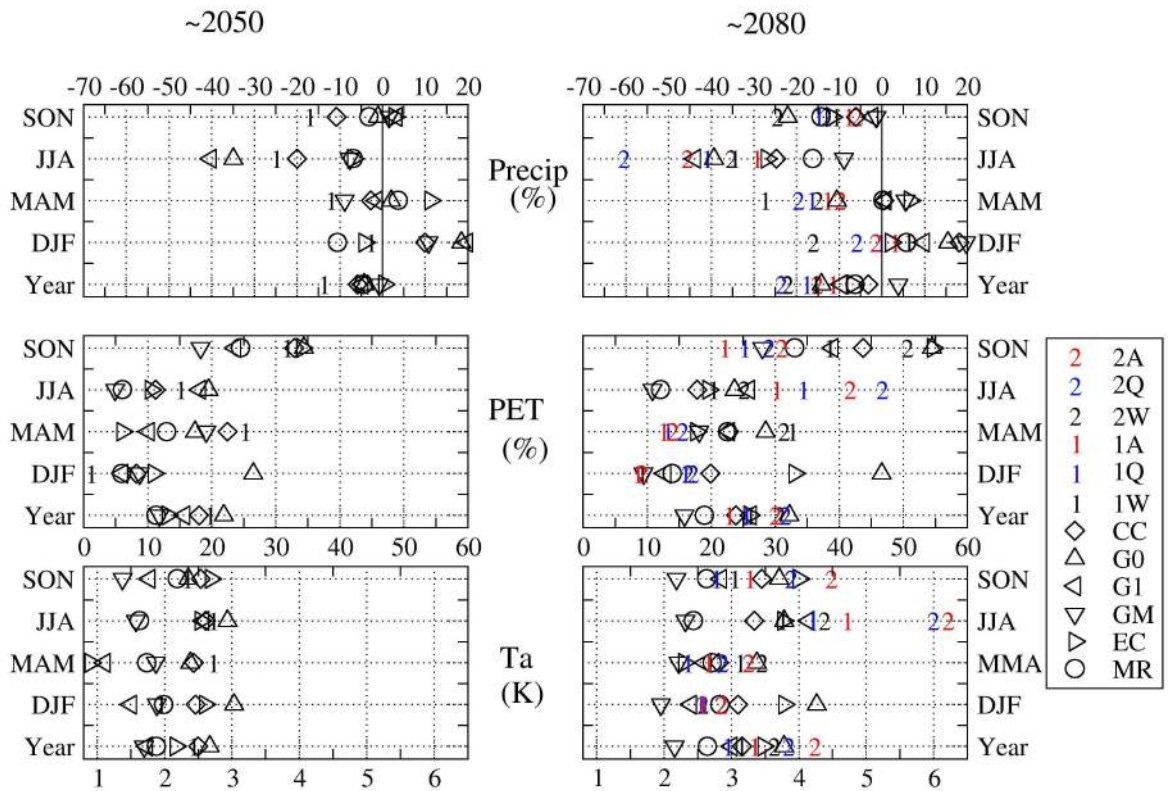 ~2050
~2080
-70 -60 -50 -40 -30 -20 -10 0 10 20
-70 -60 -50 -40 -30 -20 -10 0 10 20
SON
JJA
MAM
DJF
Year
Precip
(%)
SON
JJA
MAM
DJF
Year
SON
JJA
MAM
DJF
Year
PET
(%)
SON
JJA
MAM
DJF
Year
0 10 20 30 40 50 60
0 10 20 30 40 50 60
SON
JJA
MAM
DJF
Year
Ta
(K)
SON
JJA
MMA
DJF
Year
1 2 3 4 5 6
1 2 3 4 5 6
2 2A
2 2Q
2 2W
1 1A
1 1Q
1 1W
CC
G0
G1
GM
EC
MR